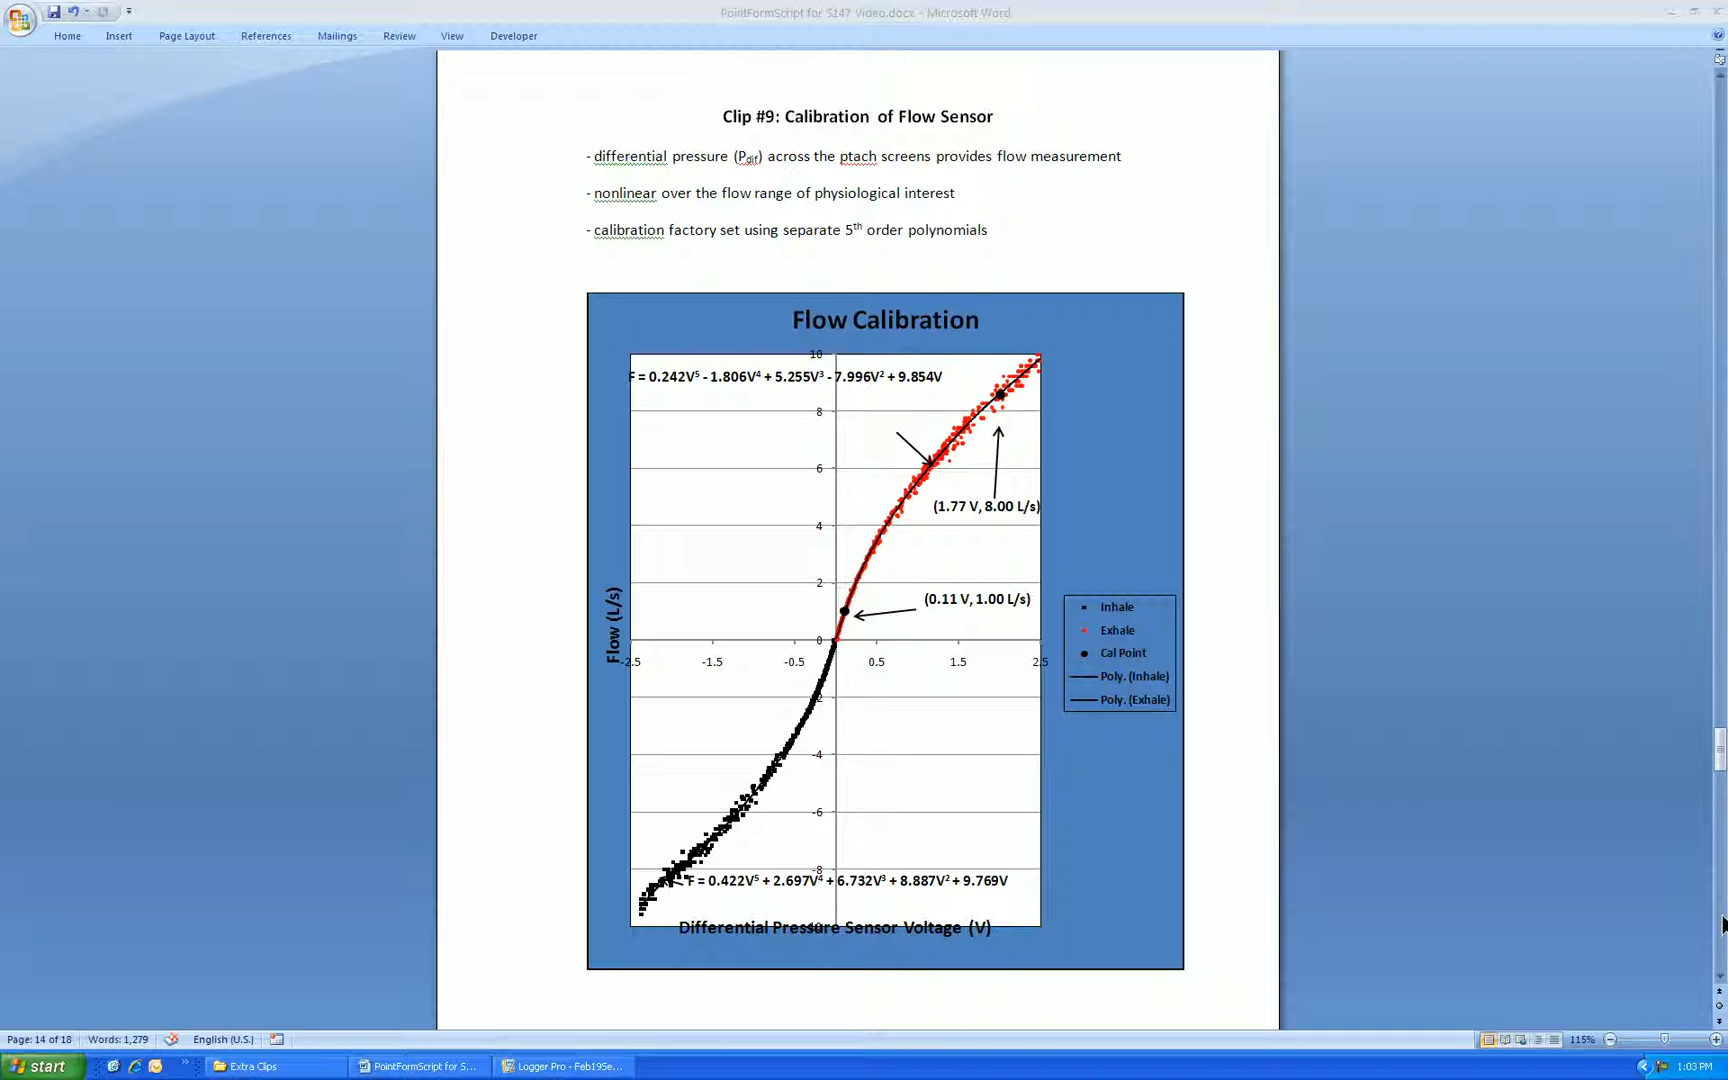 PointFormScript for S147 Video.docx - Microsoft Word
Home Insert Page Layout References Mailings Review View Developer
Clip #9: Calibration of Flow Sensor
- differential pressure (Pdif) across the ptach screens provides flow measurement
- nonlinear over the flow range of physiological interest
- calibration factory set using separate 5th order polynomials
Flow Calibration
10
F = 0.242V⁵ - 1.806V⁴ + 5.255V³ - 7.996V² + 9.854V
8
6
(1.77 V, 8.00 L/s)
4
2
(0.11 V, 1.00 L/s)
Flow (L/s)
0
-2.5 -1.5 -0.5 0.5 1.5 2.5
Inhale
Exhale
Cal Point
Poly. (Inhale)
Poly. (Exhale)
-4
-6
-8
F = 0.422V⁵ + 2.697V⁴ + 6.732V³ + 8.887V² + 9.769V
Differential Pressure Sensor Voltage (V)
Page: 14 of 18 Words: 1,279 English (U.S.) 115%
start Extra Clips PointFormScript for S... Logger Pro - Feb19Se... 1:03 PM